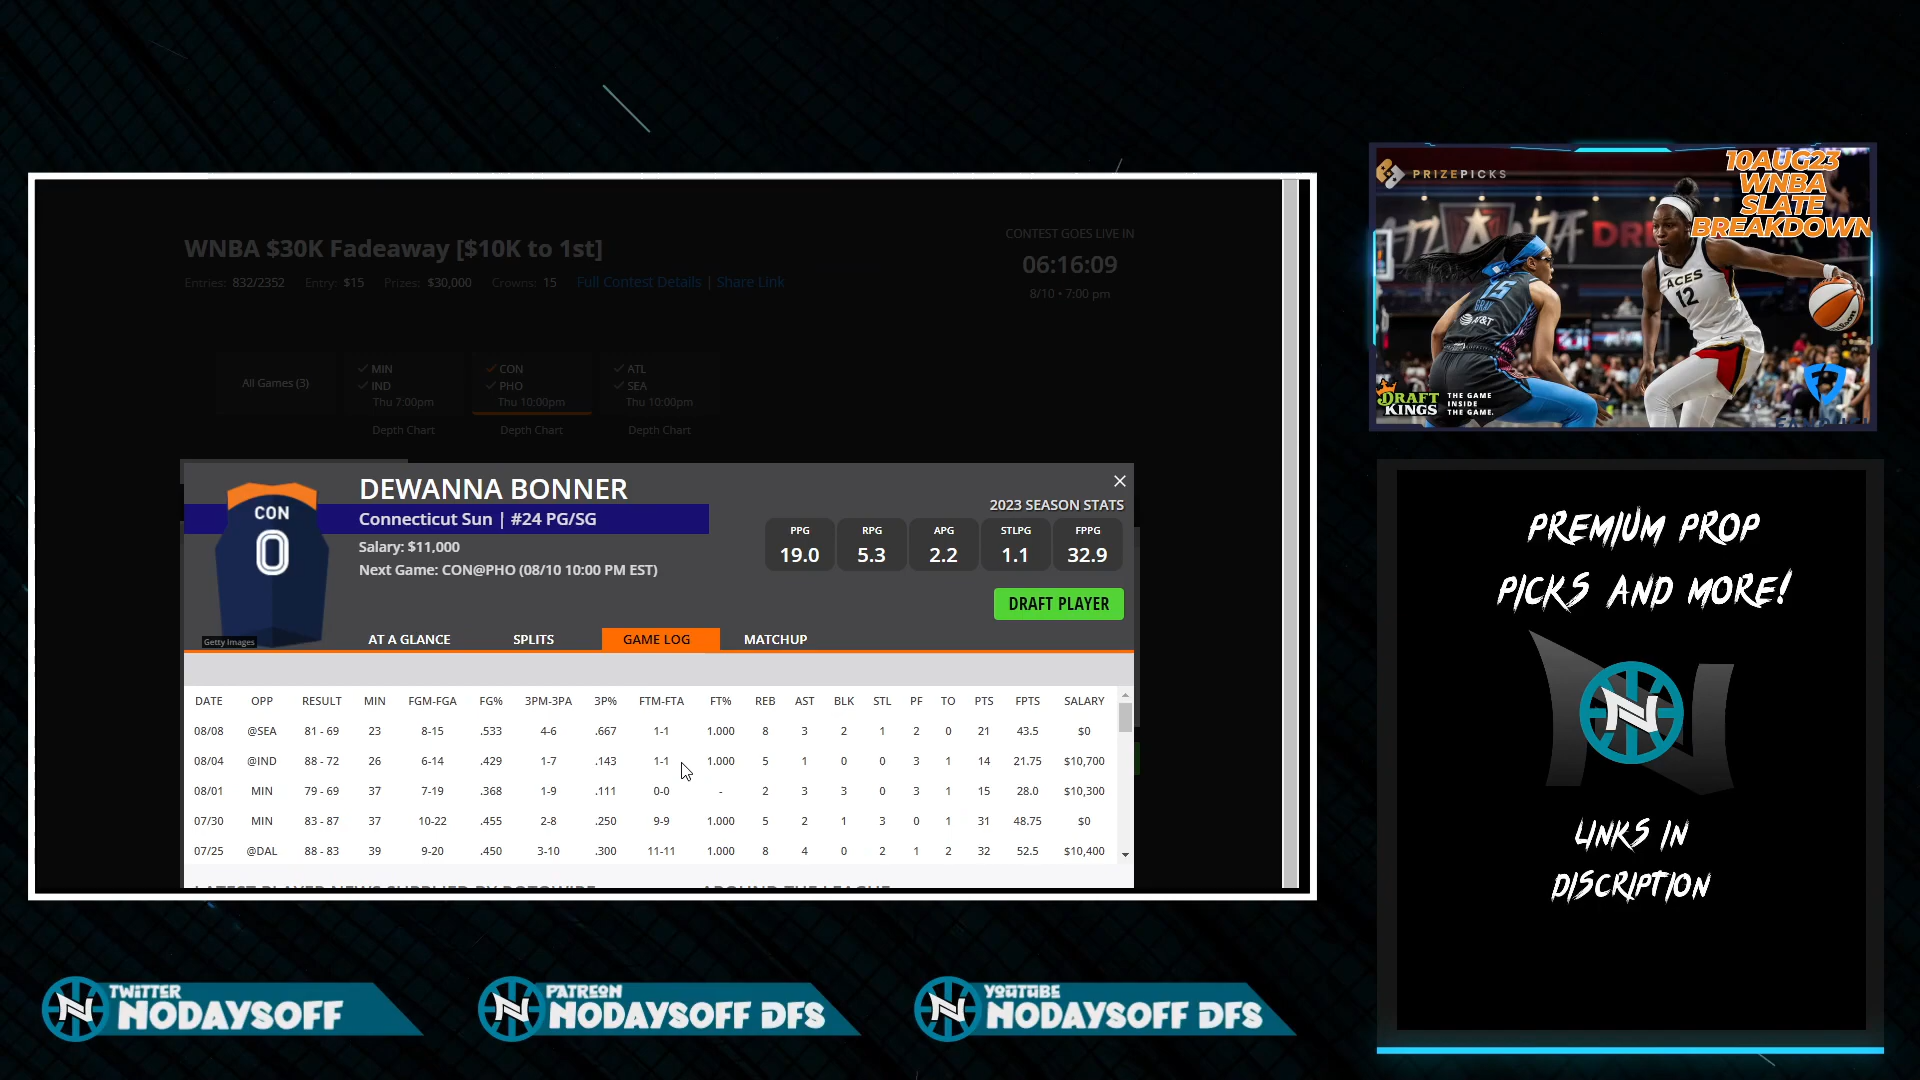 WNBA $30K Fadeaway [$10K to 1st]
Entries: 832/2352 Entry: $15 Prizes: $30,000 Crowns: 15 Full Contest Details | Share Link
CONTEST GOES LIVE IN
06:16:09
8/10 • 7:00 pm
All Games (3)
MIN
IND
Thu 7:00pm
Depth Chart
CON
PHO
Thu 10:00pm
Depth Chart
ATL
SEA
Thu 10:00pm
Depth Chart
CON
0
Getty Images
DEWANNA BONNER
Connecticut Sun | #24 PG/SG
Salary: $11,000
Next Game: CON@PHO (08/10 10:00 PM EST)
2023 SEASON STATS
PPG RPG APG STLPG FPPG
19.0 5.3 2.2 1.1 32.9
DRAFT PLAYER
AT A GLANCE SPLITS GAME LOG MATCHUP
DATE OPP RESULT MIN FGM-FGA FG% 3PM-3PA 3P% FTM-FTA FT% REB AST BLK STL PF TO PTS FPTS SALARY
08/08 @SEA 81 - 69 23 8-15 .533 4-6 .667 1-1 1.000 8 3 2 1 2 0 21 43.5 $0
08/04 @IND 88 - 72 26 6-14 .429 1-7 .143 1-1 1.000 5 1 0 0 3 1 14 21.75 $10,700
08/01 MIN 79 - 69 37 7-19 .368 1-9 .111 0-0 - 2 3 3 0 3 1 15 28.0 $10,300
07/30 MIN 83 - 87 37 10-22 .455 2-8 .250 9-9 1.000 5 2 1 3 0 1 31 48.75 $0
07/25 @DAL 88 - 83 39 9-20 .450 3-10 .300 11-11 1.000 8 4 0 2 1 2 32 52.5 $10,400
LATEST PLAYER NEWS SUPPLIED BY ROTOWIRE AROUND THE LEAGUE
PRIZEPICKS
10AUG23
WNBA
SLATE
BREAKDOWN
ACES
12
15
GRAY
AT&T
DRAFT
KINGS
THE GAME
INSIDE
THE GAME.
PREMIUM PROP
PICKS AND MORE!
LINKS IN
DISCRIPTION
TWITTER
NODAYSOFF
PATREON
NODAYSOFF DFS
YOUTUBE
NODAYSOFF DFS